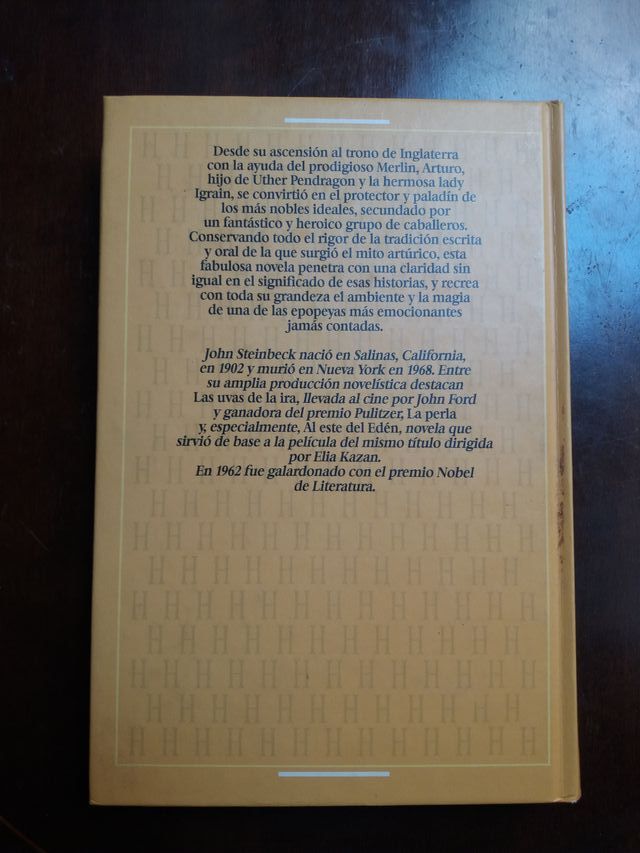 Desde su ascensión al trono de Inglaterra
con la ayuda del prodigioso Merlin, Arturo,
hijo de Uther Pendragon y la hermosa lady
Igrain, se convirtió en el protector y paladín de
los más nobles ideales, secundado por
un fantástico y heroico grupo de caballeros.
Conservando todo el rigor de la tradición escrita
y oral de la que surgió el mito artúrico, esta
fabulosa novela penetra con una claridad sin
igual en el significado de esas historias, y recrea
con toda su grandeza el ambiente y la magia
de una de las epopeyas más emocionantes
jamás contadas.
John Steinbeck nació en Salinas, California,
en 1902 y murió en Nueva York en 1968. Entre
su amplia producción novelística destacan
Las uvas de la ira, llevada al cine por John Ford
y ganadora del premio Pulitzer, La perla
y, especialmente, Al este del Edén, novela que
sirvió de base a la película del mismo título dirigida
por Elia Kazan.
En 1962 fue galardonado con el premio Nobel
de Literatura.